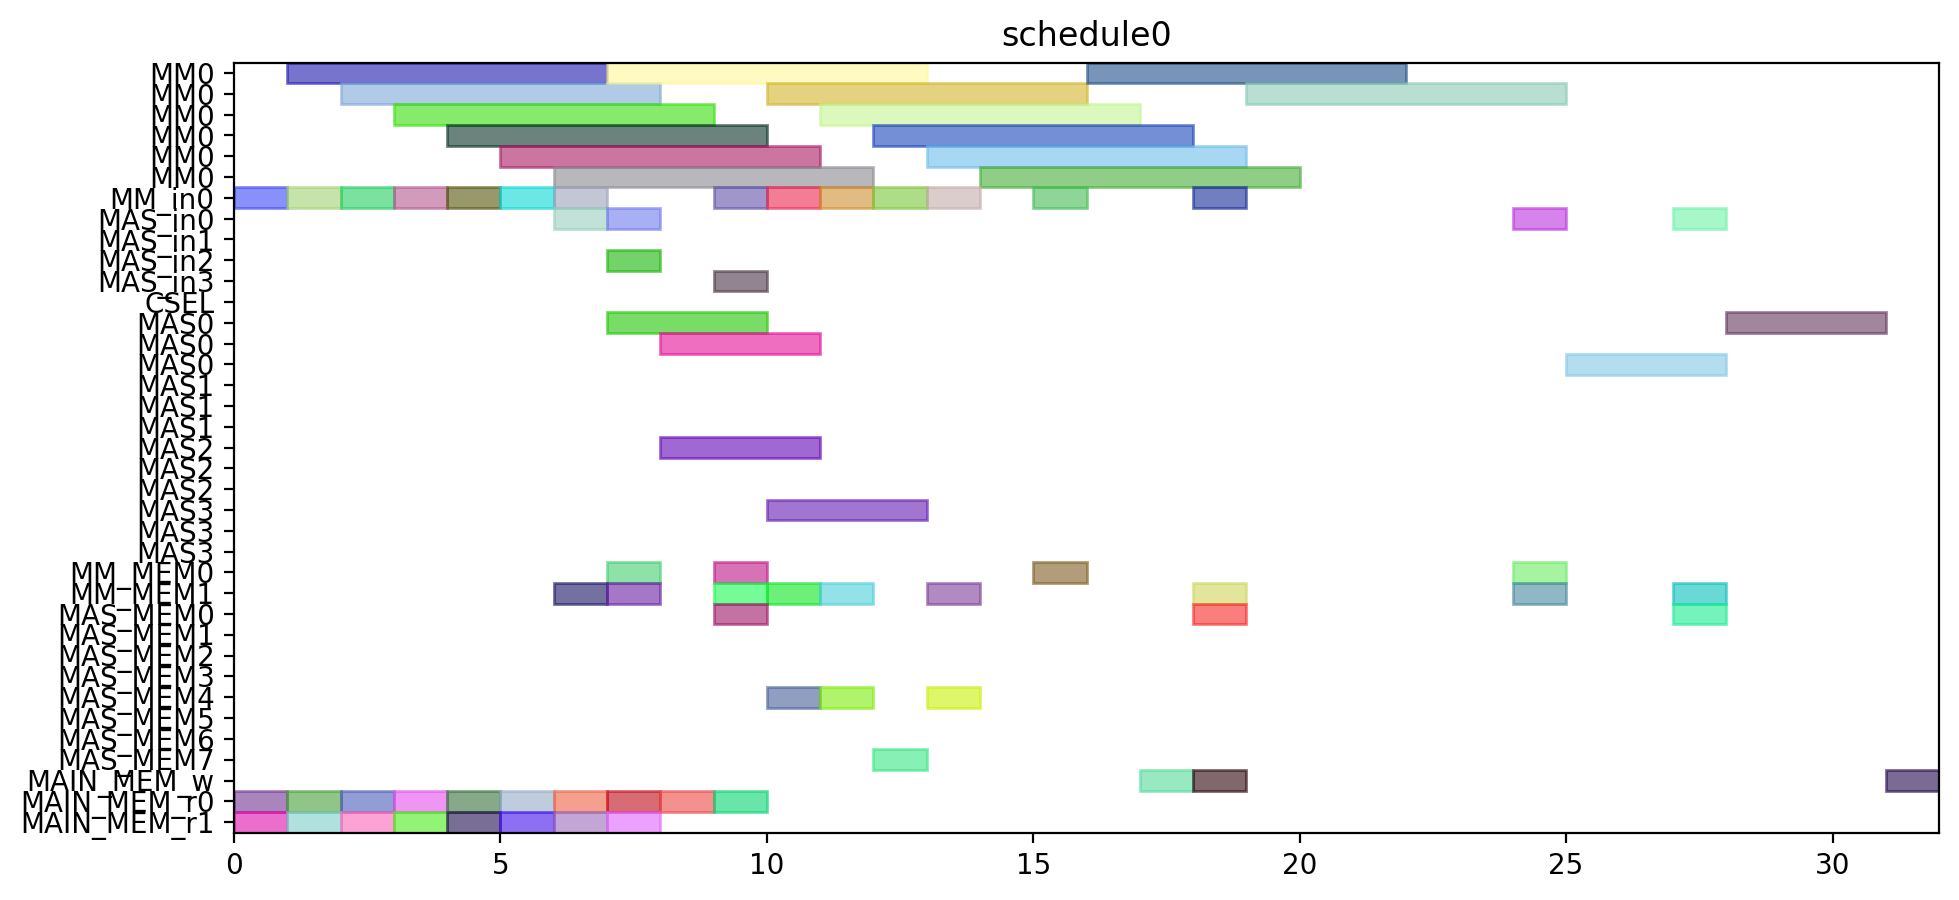 schedule0
MM0
MM0
MM0
MM0
MM0
MM0
MM_in0
MAS_in0
MAS_in1
MAS_in2
MAS_in3
CSEL
MAS0
MAS0
MAS0
MAS1
MAS1
MAS1
MAS2
MAS2
MAS2
MAS3
MAS3
MAS3
MM_MEM0
MM_MEM1
MAS_MEM0
MAS_MEM1
MAS_MEM2
MAS_MEM3
MAS_MEM4
MAS_MEM5
MAS_MEM6
MAS_MEM7
MAIN_MEM_w
MAIN_MEM_r0
MAIN_MEM_r1
0 5 10 15 20 25 30